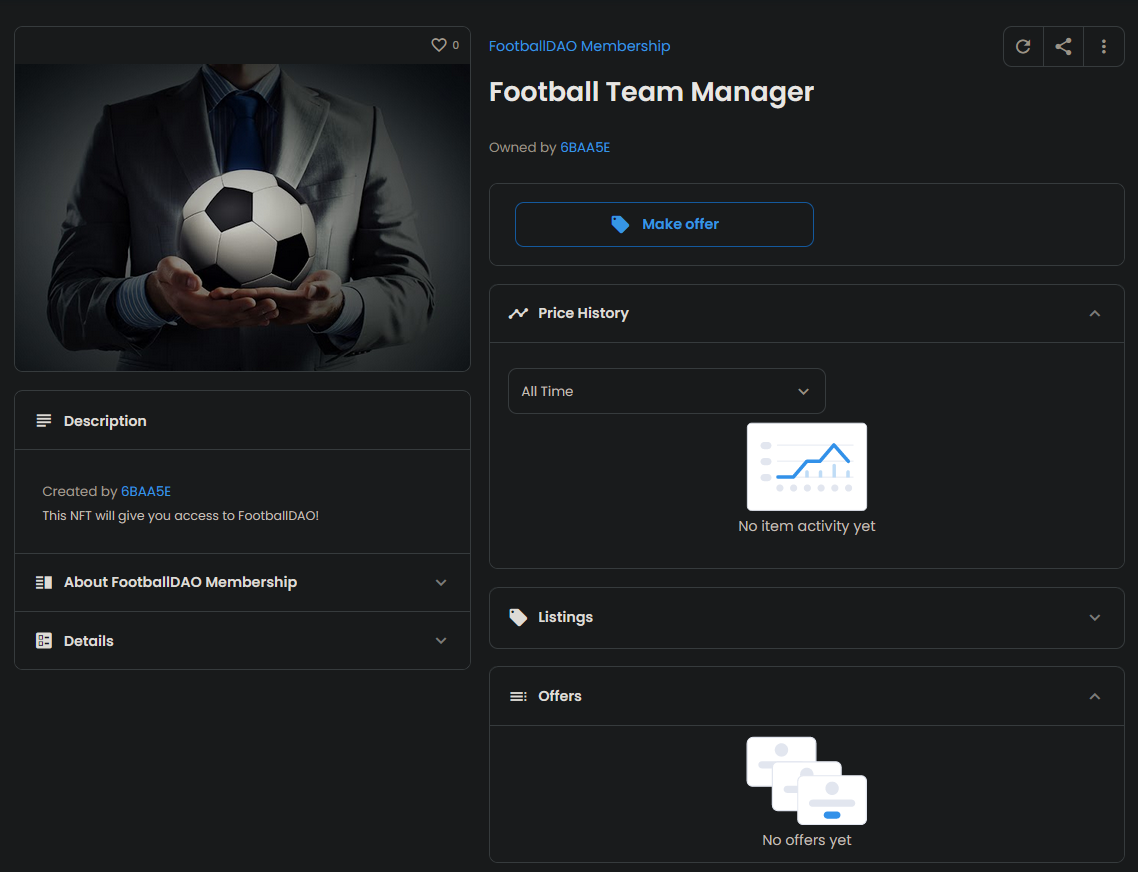 0
FootballDAO Membership
Football Team Manager
Owned by 6BAA5E
Make offer
Price History
All Time
No item activity yet
Description
Created by 6BAA5E
This NFT will give you access to FootballDAO!
About FootballDAO Membership
Details
Listings
Offers
No offers yet